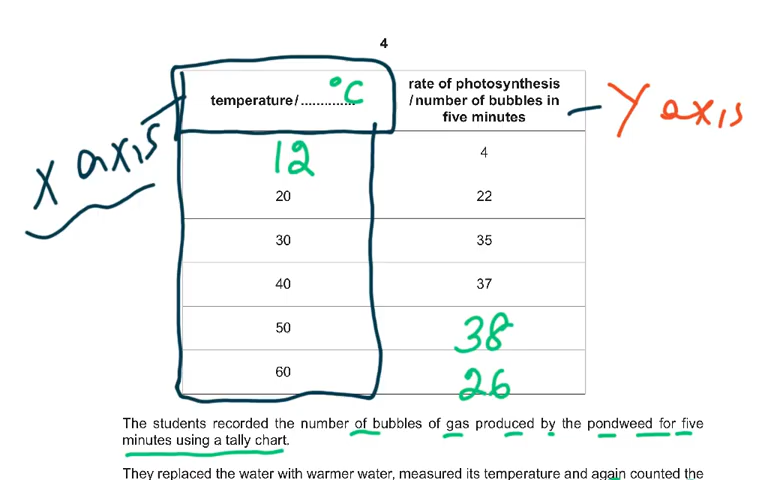 4
temperature/.............. °C
rate of photosynthesis
/number of bubbles in
five minutes
Y axis
X axis
12 4
20 22
30 35
40 37
50 38
60 26
The students recorded the number of bubbles of gas produced by the pondweed for five
minutes using a tally chart.
They replaced the water with warmer water, measured its temperature and again counted the